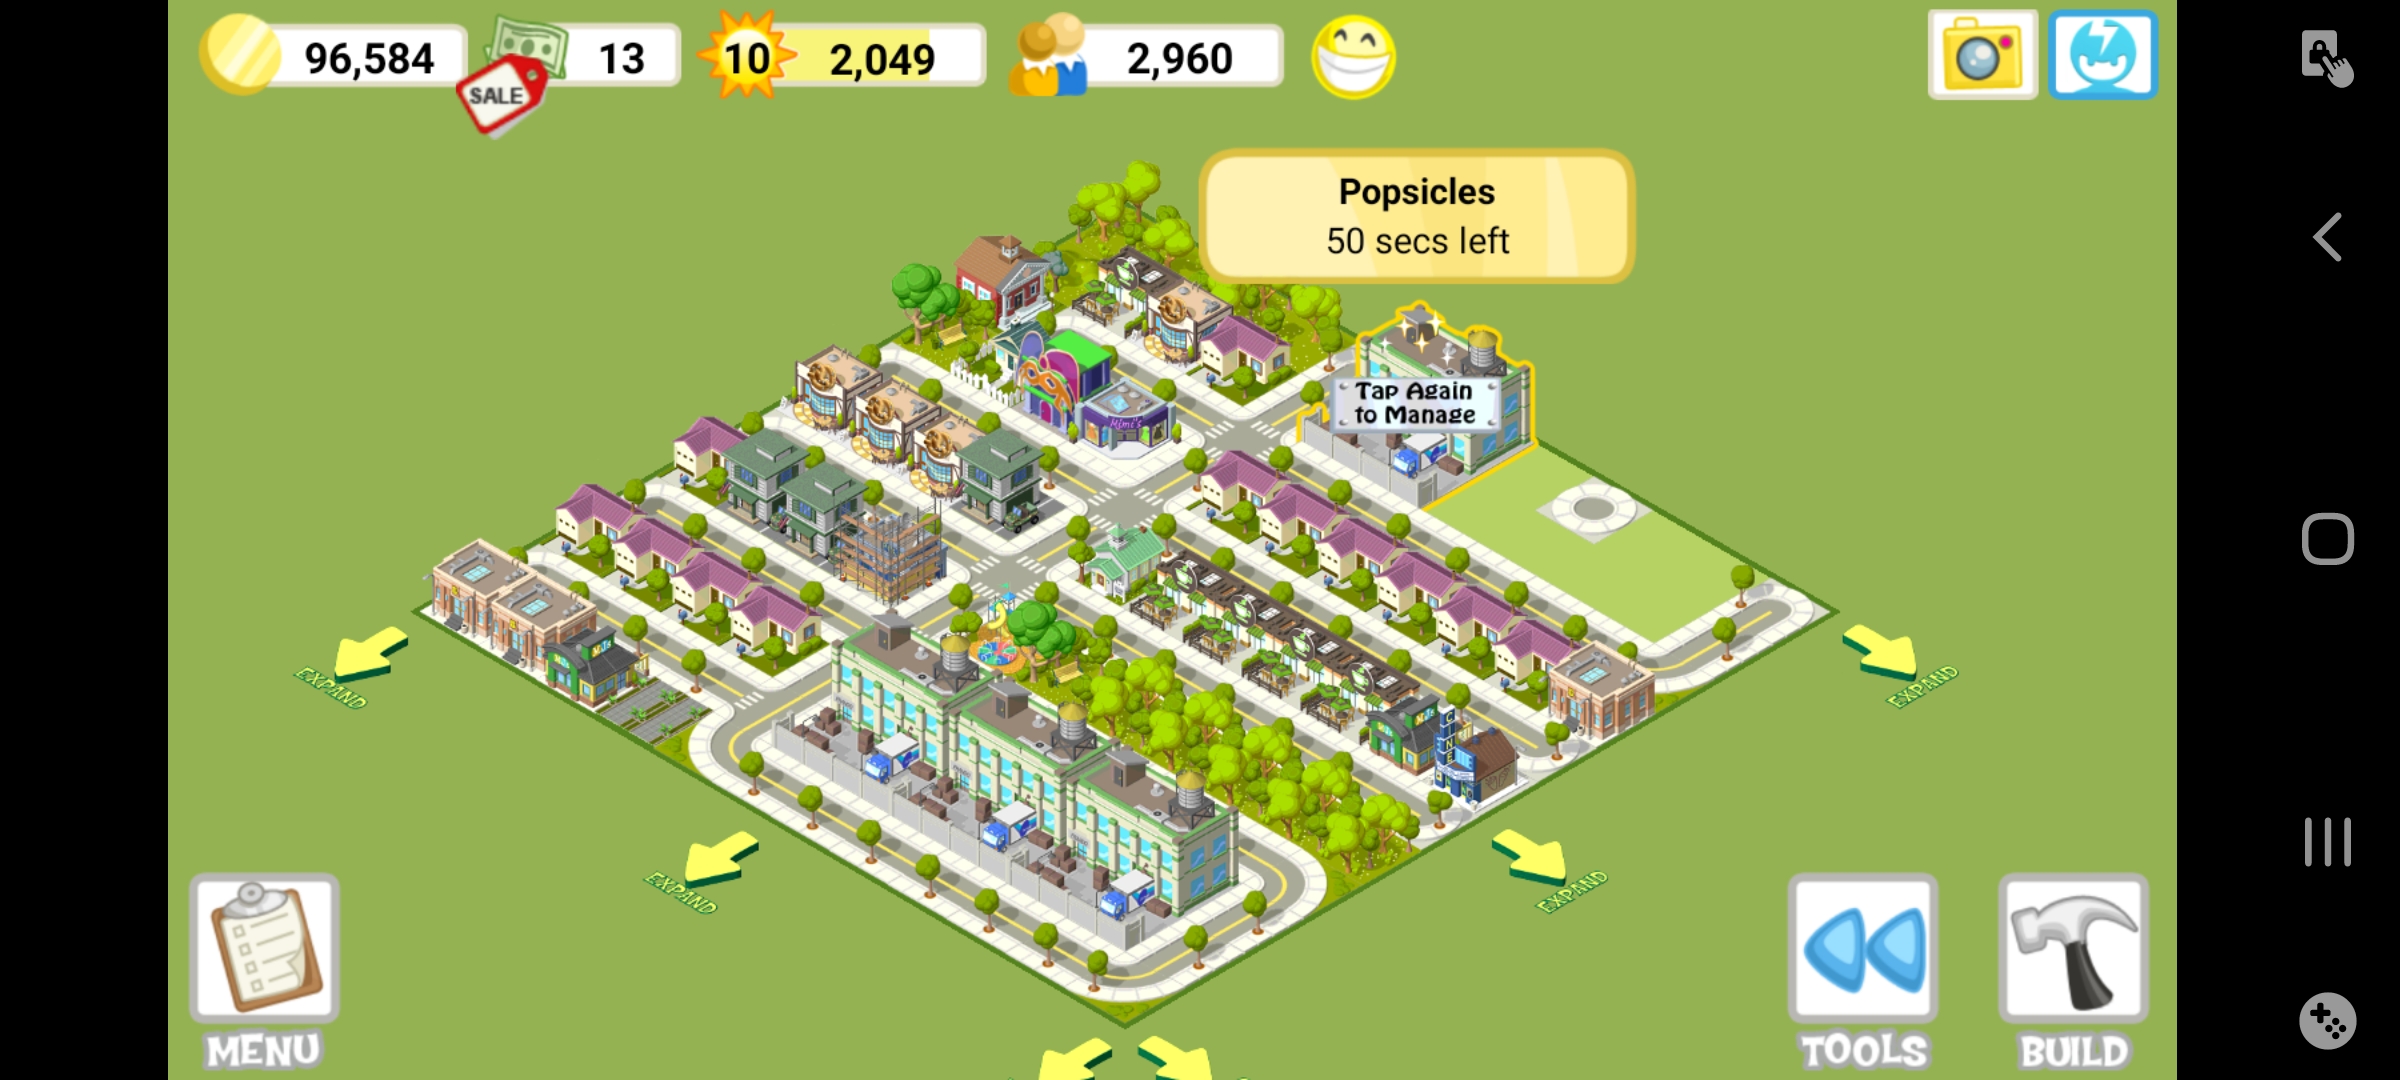 96,584
13
10
2,049
2,960
SALE
Popsicles
50 secs left
Tap Again
to Manage
Mimi's
CINE
EXPAND
EXPAND
EXPAND
EXPAND
MENU
TOOLS
BUILD